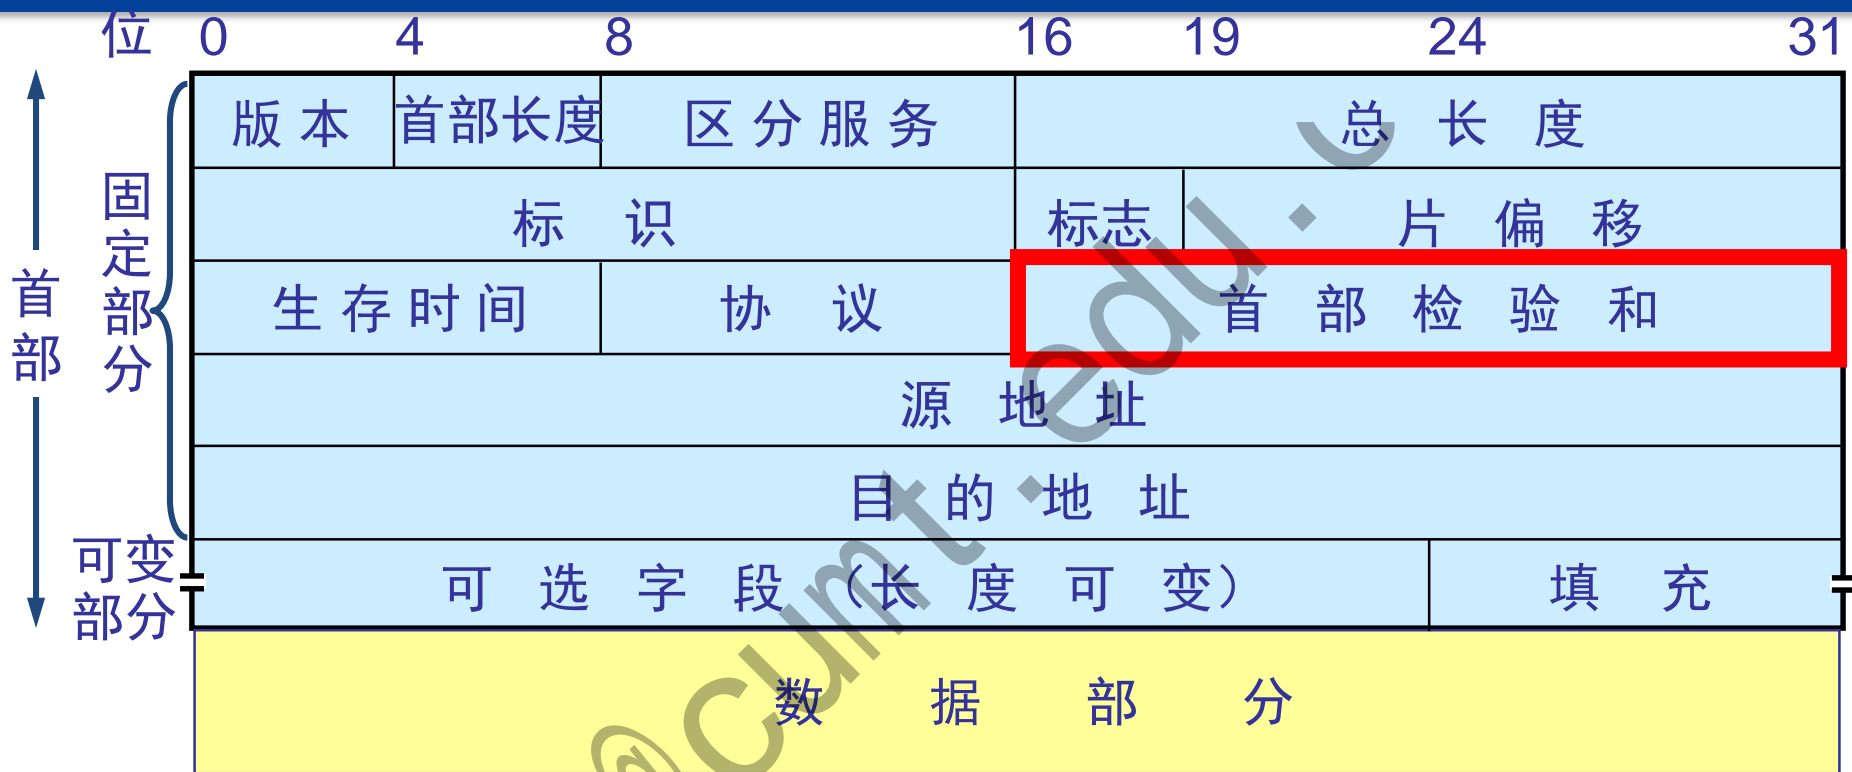 位 0 4 8 16 19 24 31
版本 首部长度 区分服务 总长度
标识 标志 片偏移
生存时间 协议 首部检验和
源地址
目的地址
可选字段（长度可变） 填充
数据部分
首部
固定部分
可变部分
@cumt.edu.c